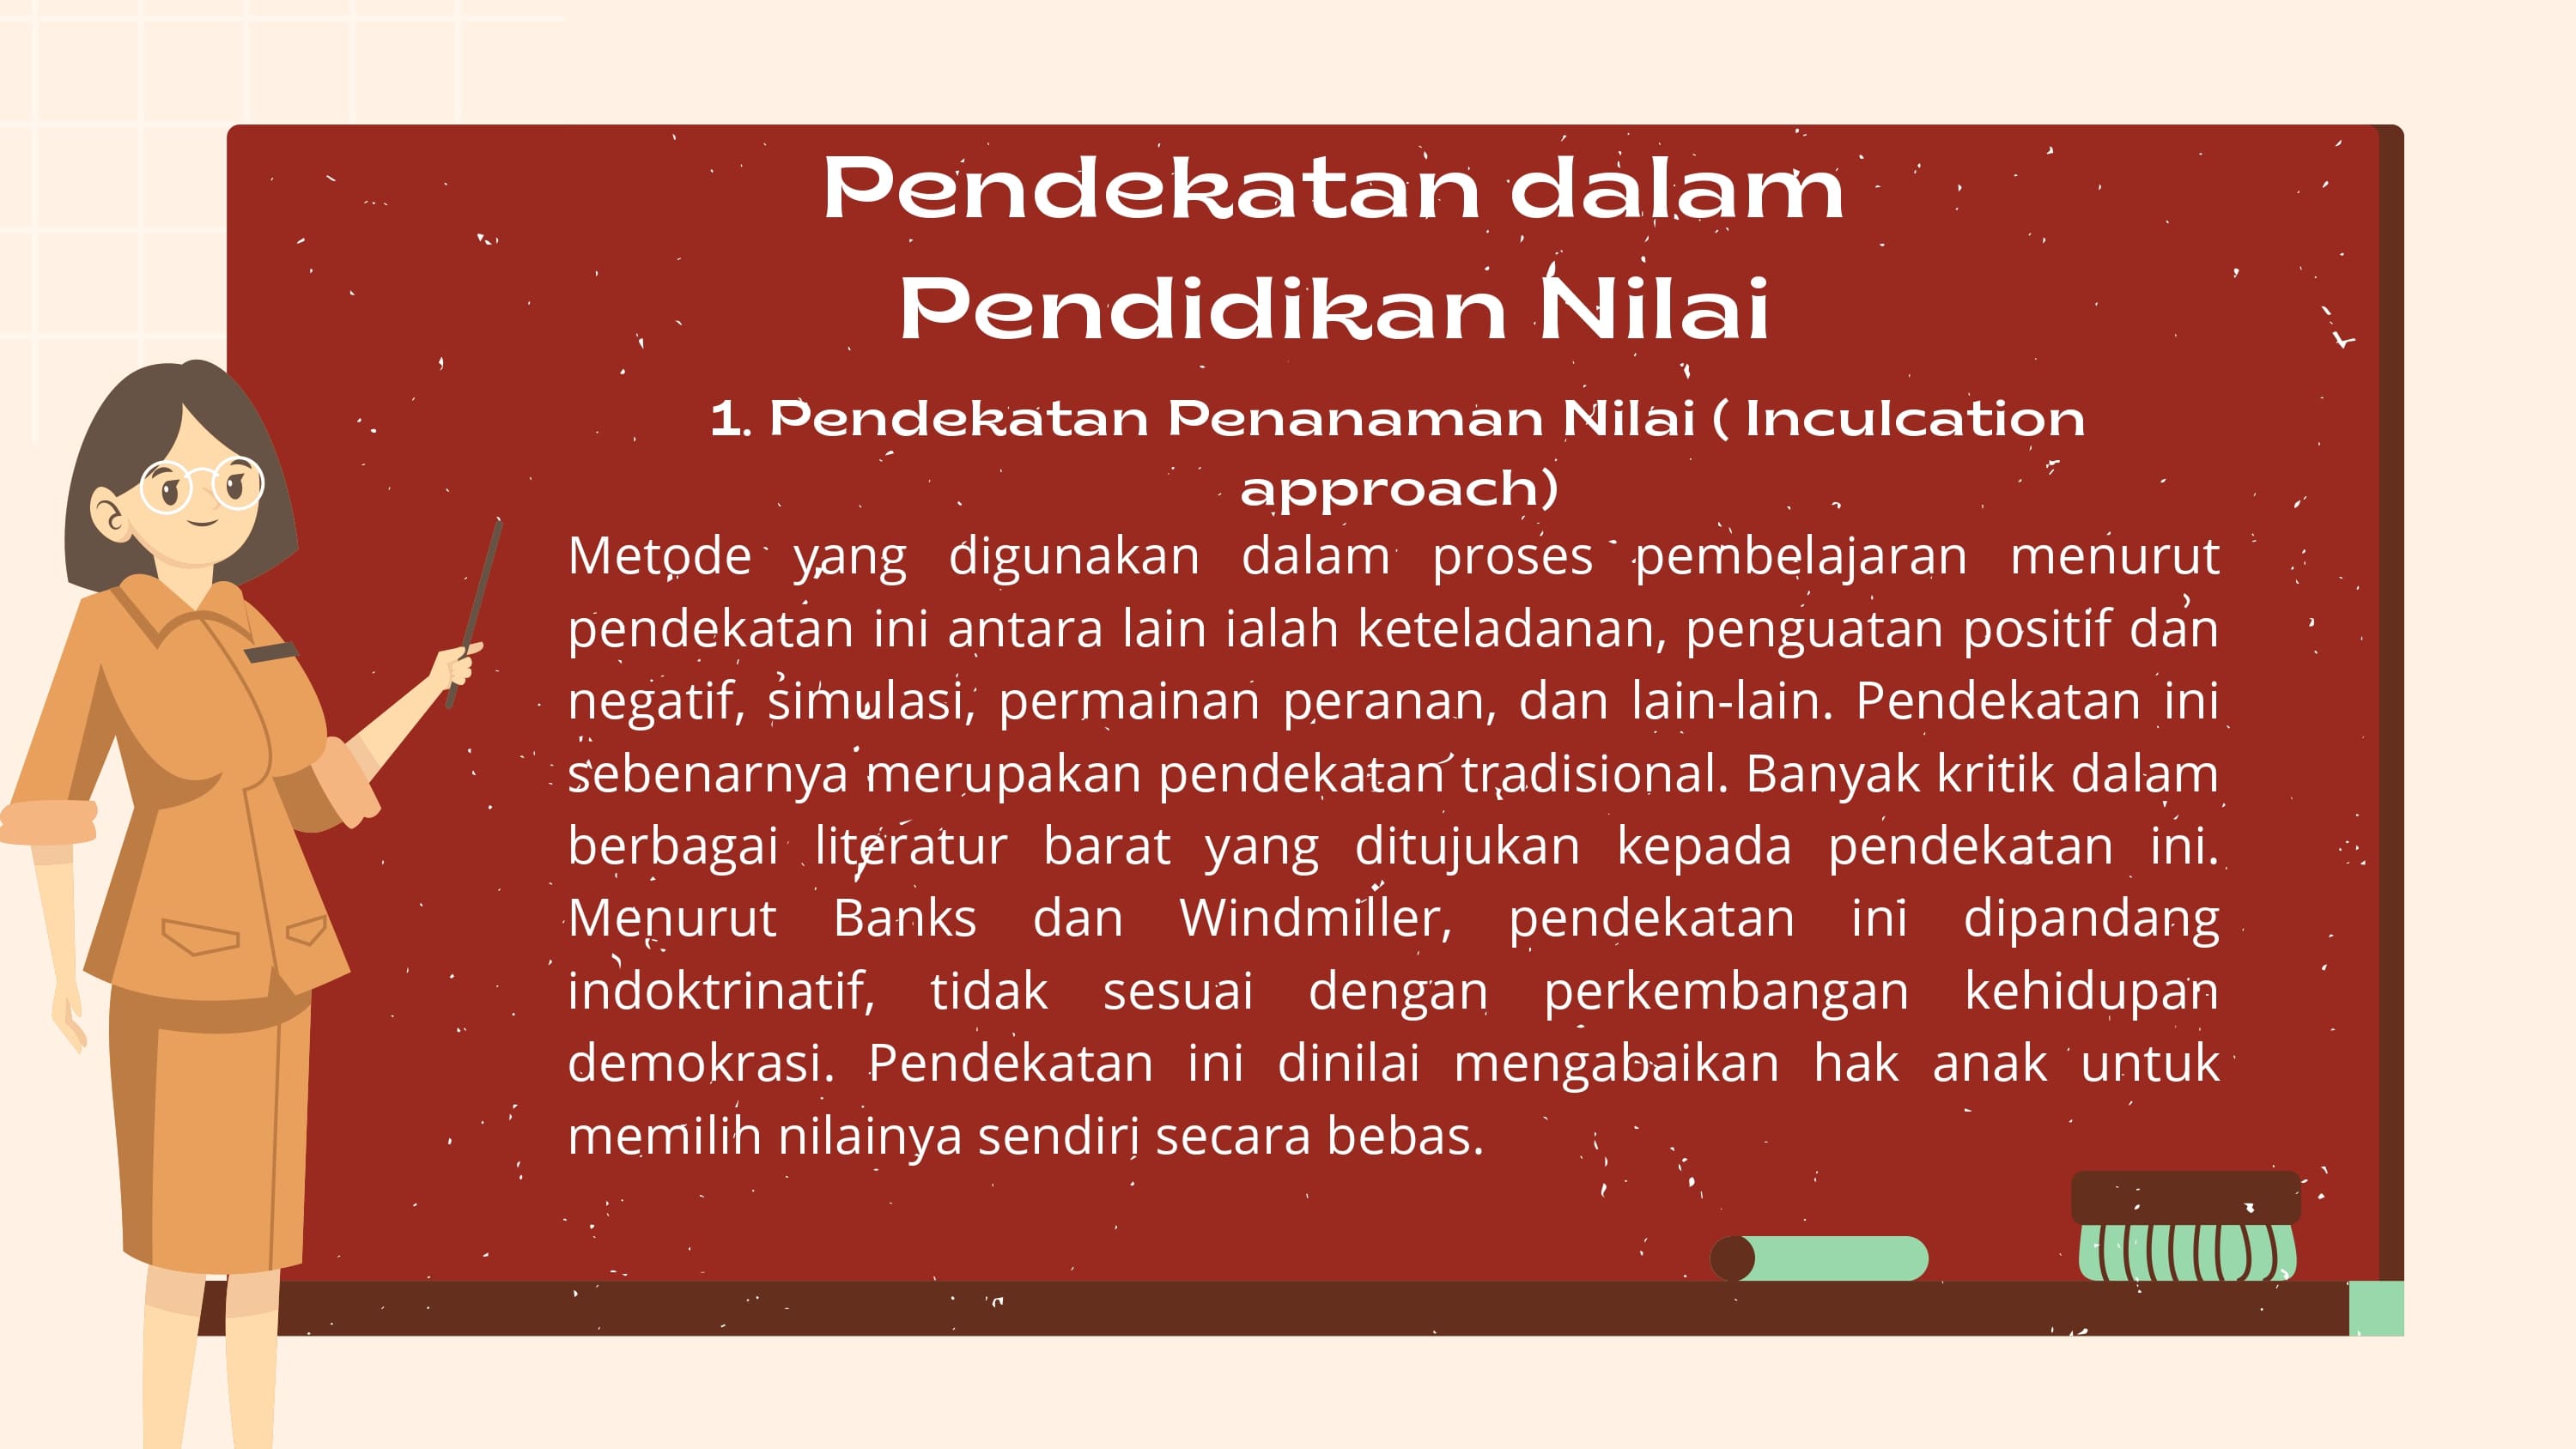 Pendekatan dalam
Pendidikan Nilai
1. Pendekatan Penanaman Nilai ( Inculcation
approach)
Metode yang digunakan dalam proses pembelajaran menurut
pendekatan ini antara lain ialah keteladanan, penguatan positif dan
negatif, simulasi, permainan peranan, dan lain-lain. Pendekatan ini
sebenarnya merupakan pendekatan tradisional. Banyak kritik dalam
berbagai literatur barat yang ditujukan kepada pendekatan ini.
Menurut Banks dan Windmiller, pendekatan ini dipandang
indoktrinatif, tidak sesuai dengan perkembangan kehidupan
demokrasi. Pendekatan ini dinilai mengabaikan hak anak untuk
memilih nilainya sendiri secara bebas.